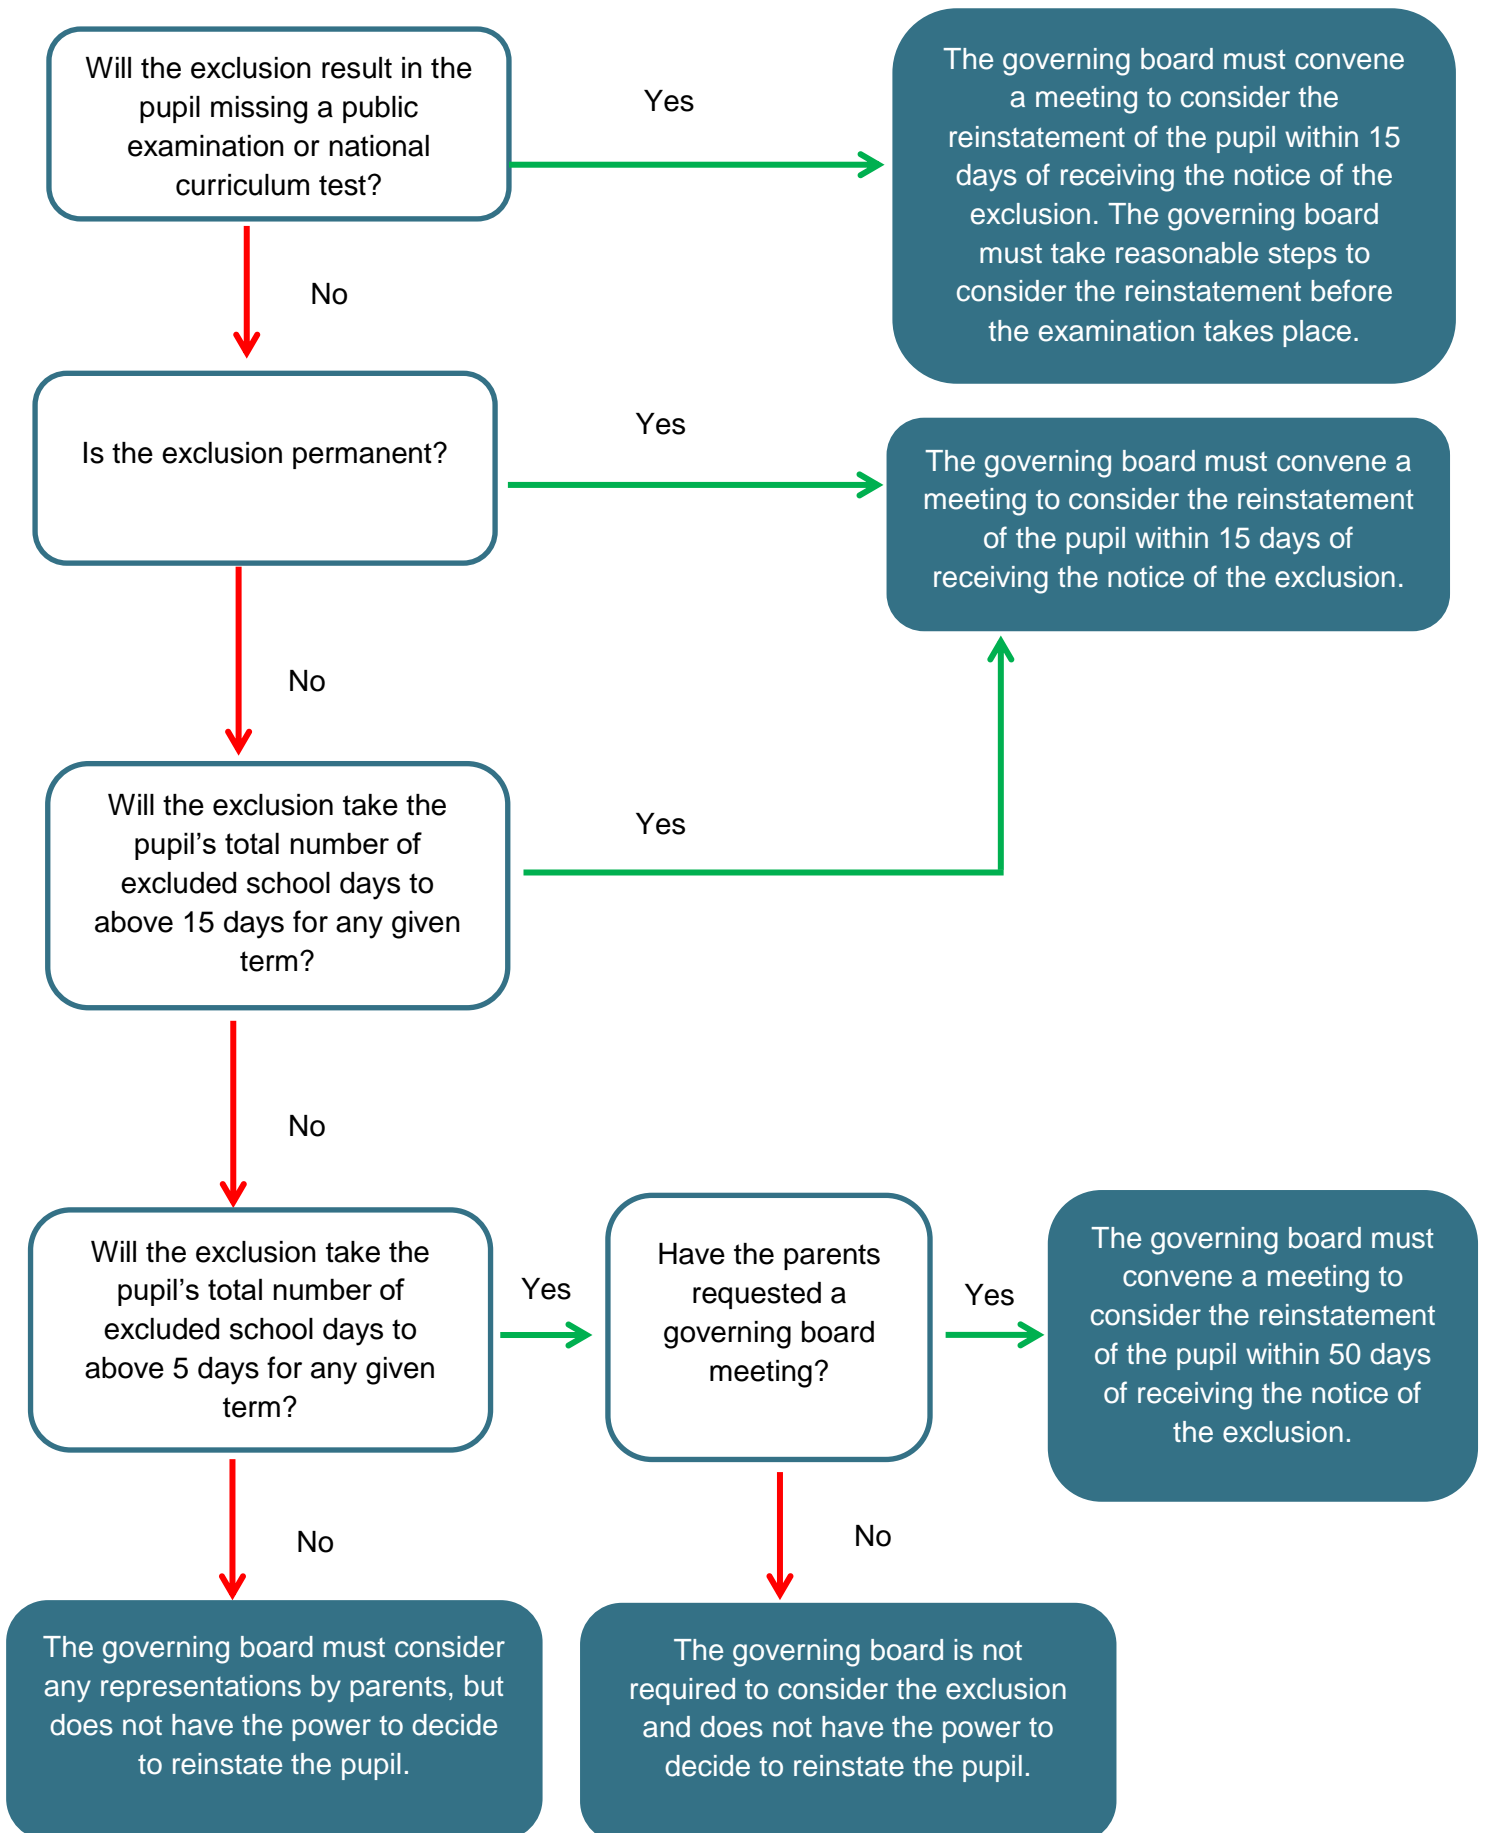 Will the exclusion result in the
pupil missing a public
examination or national
curriculum test?
Yes
The governing board must convene
a meeting to consider the
reinstatement of the pupil within 15
days of receiving the notice of the
exclusion. The governing board
must take reasonable steps to
consider the reinstatement before
the examination takes place.
No
Is the exclusion permanent?
Yes
The governing board must convene a
meeting to consider the reinstatement
of the pupil within 15 days of
receiving the notice of the exclusion.
No
Will the exclusion take the
pupil’s total number of
excluded school days to
above 15 days for any given
term?
Yes
No
Will the exclusion take the
pupil’s total number of
excluded school days to
above 5 days for any given
term?
Yes
Have the parents
requested a
governing board
meeting?
Yes
The governing board must
convene a meeting to
consider the reinstatement
of the pupil within 50 days
of receiving the notice of
the exclusion.
No
No
The governing board must consider
any representations by parents, but
does not have the power to decide
to reinstate the pupil.
The governing board is not
required to consider the exclusion
and does not have the power to
decide to reinstate the pupil.